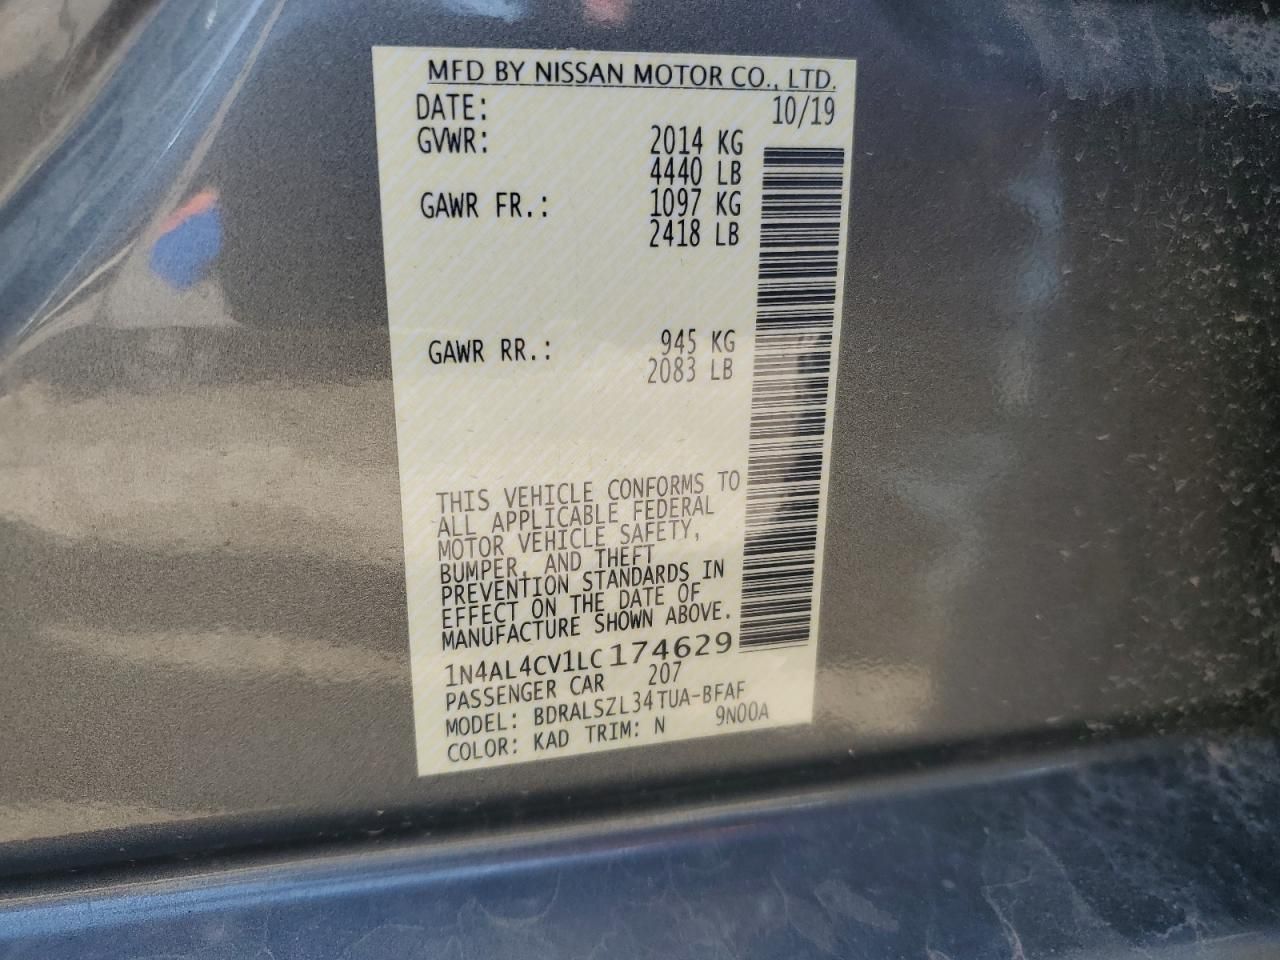 MFD BY NISSAN MOTOR CO., LTD.
DATE: 10/19
GVWR: 2014 KG
4440 LB
GAWR FR.: 1097 KG
2418 LB
GAWR RR.: 945 KG
2083 LB
THIS VEHICLE CONFORMS TO
ALL APPLICABLE FEDERAL
MOTOR VEHICLE SAFETY,
BUMPER, AND THEFT
PREVENTION STANDARDS IN
EFFECT ON THE DATE OF
MANUFACTURE SHOWN ABOVE.
1N4AL4CV1LC174629
PASSENGER CAR 207
MODEL: BDRALSZL34TUA-BFAF
COLOR: KAD TRIM: N 9N00A